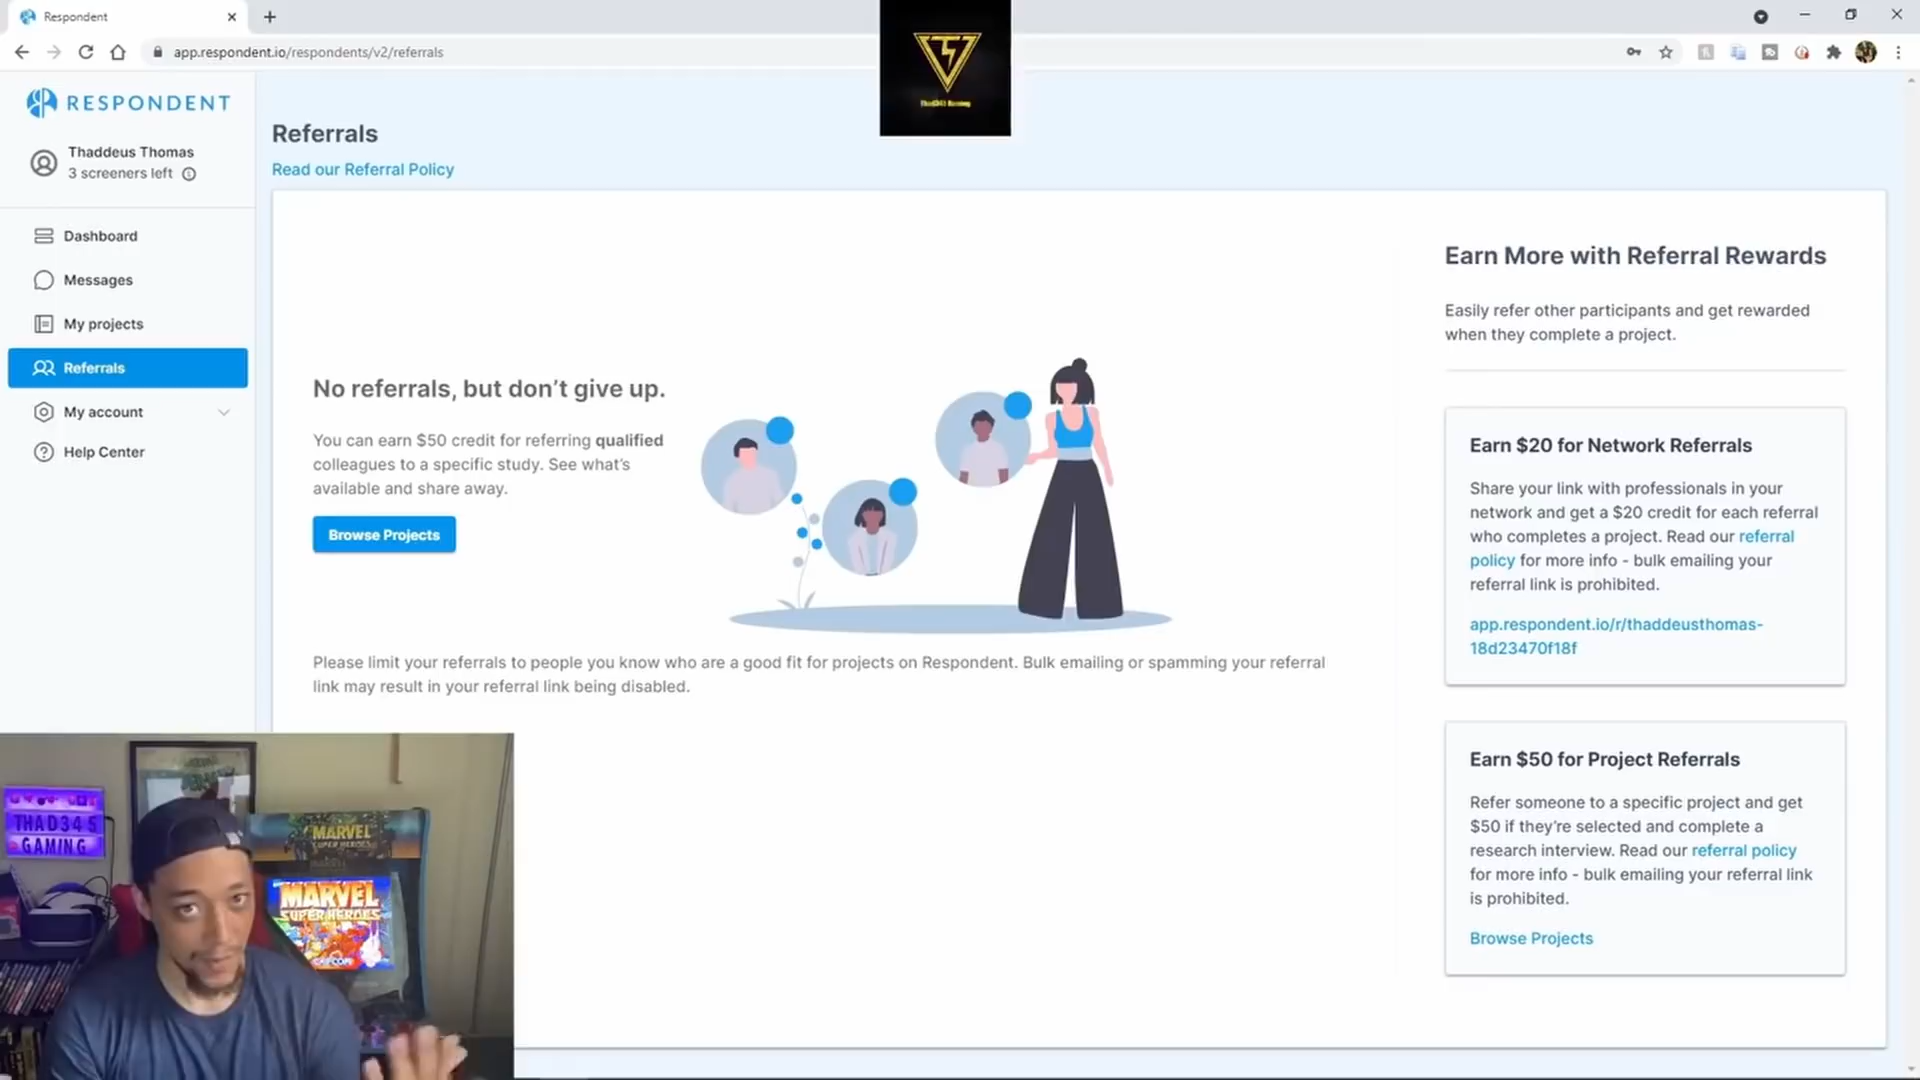 Respondent
app.respondent.io/respondents/v2/referrals
RESPONDENT
Thaddeus Thomas
3 screeners left
Dashboard
Messages
My projects
Referrals
My account
Help Center
Referrals
Read our Referral Policy
No referrals, but don't give up.
You can earn $50 credit for referring qualified
colleagues to a specific study. See what's
available and share away.
Browse Projects
Please limit your referrals to people you know who are a good fit for projects on Respondent. Bulk emailing or spamming your referral
link may result in your referral link being disabled.
Earn More with Referral Rewards
Easily refer other participants and get rewarded
when they complete a project.
Earn $20 for Network Referrals
Share your link with professionals in your
network and get a $20 credit for each referral
who completes a project. Read our referral
policy for more info - bulk emailing your
referral link is prohibited.
app.respondent.io/r/thaddeusthomas-
18d23470f18f
Earn $50 for Project Referrals
Refer someone to a specific project and get
$50 if they're selected and complete a
research interview. Read our referral policy
for more info - bulk emailing your referral link
is prohibited.
Browse Projects
Thad345 Gaming
THAD345
GAMING
MARVEL
SUPER HEROES
MARVEL
SUPER HEROES
CAPCOM